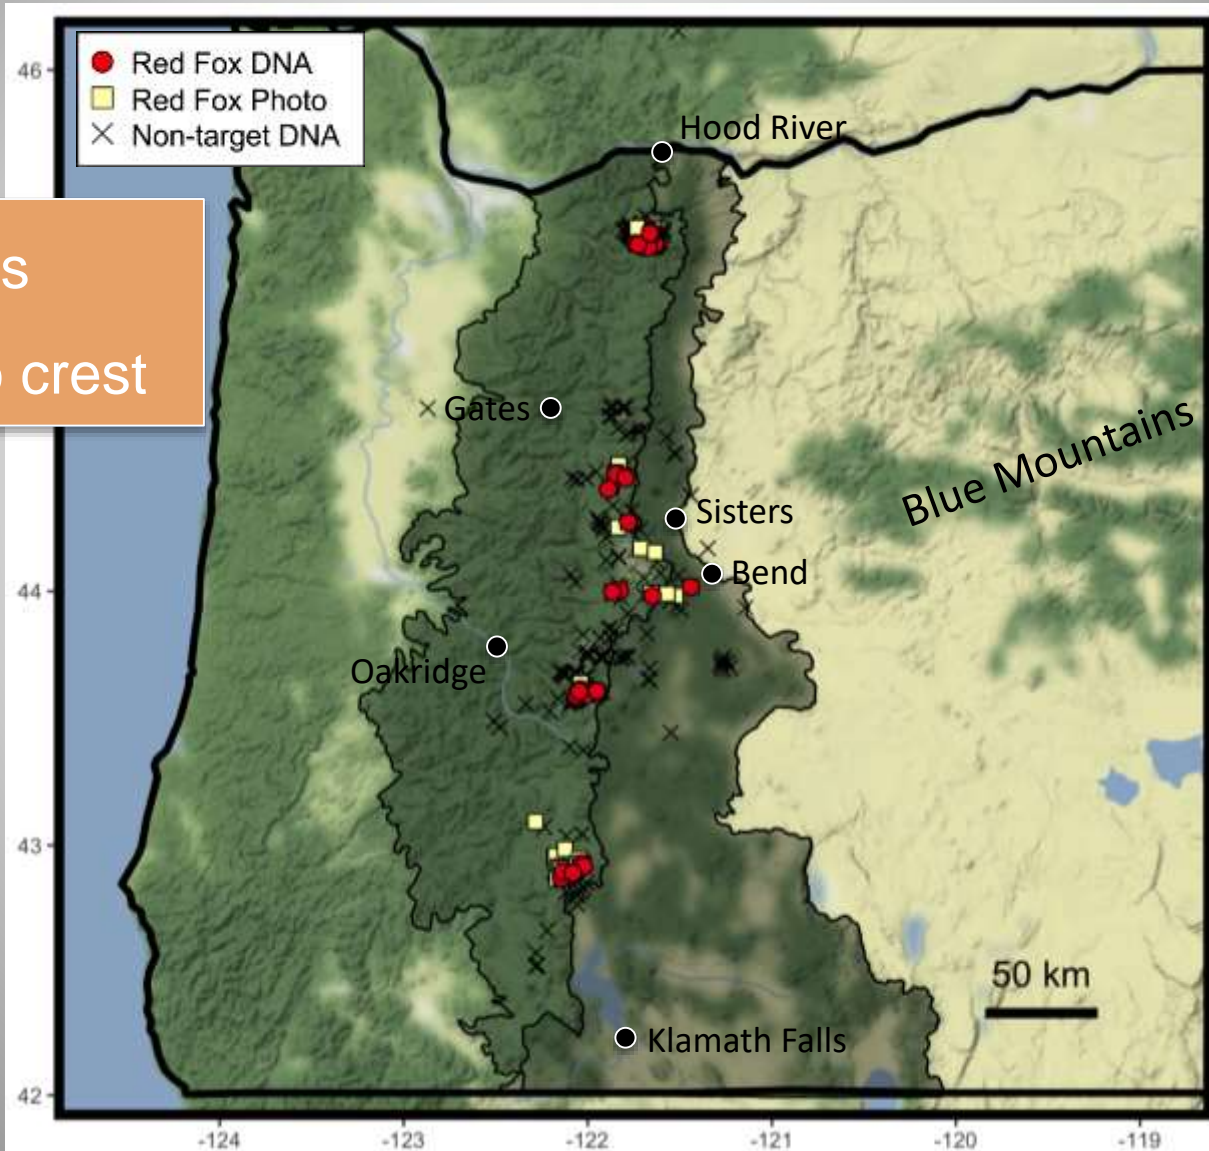 Red Fox DNA
Red Fox Photo
Non-target DNA
46
Hood River
s
crest
Gates
Blue Mountains
Sisters
Bend
44
Oakridge
43
50 km
Klamath Falls
42
-124
-123
-122
-121
-120
-119